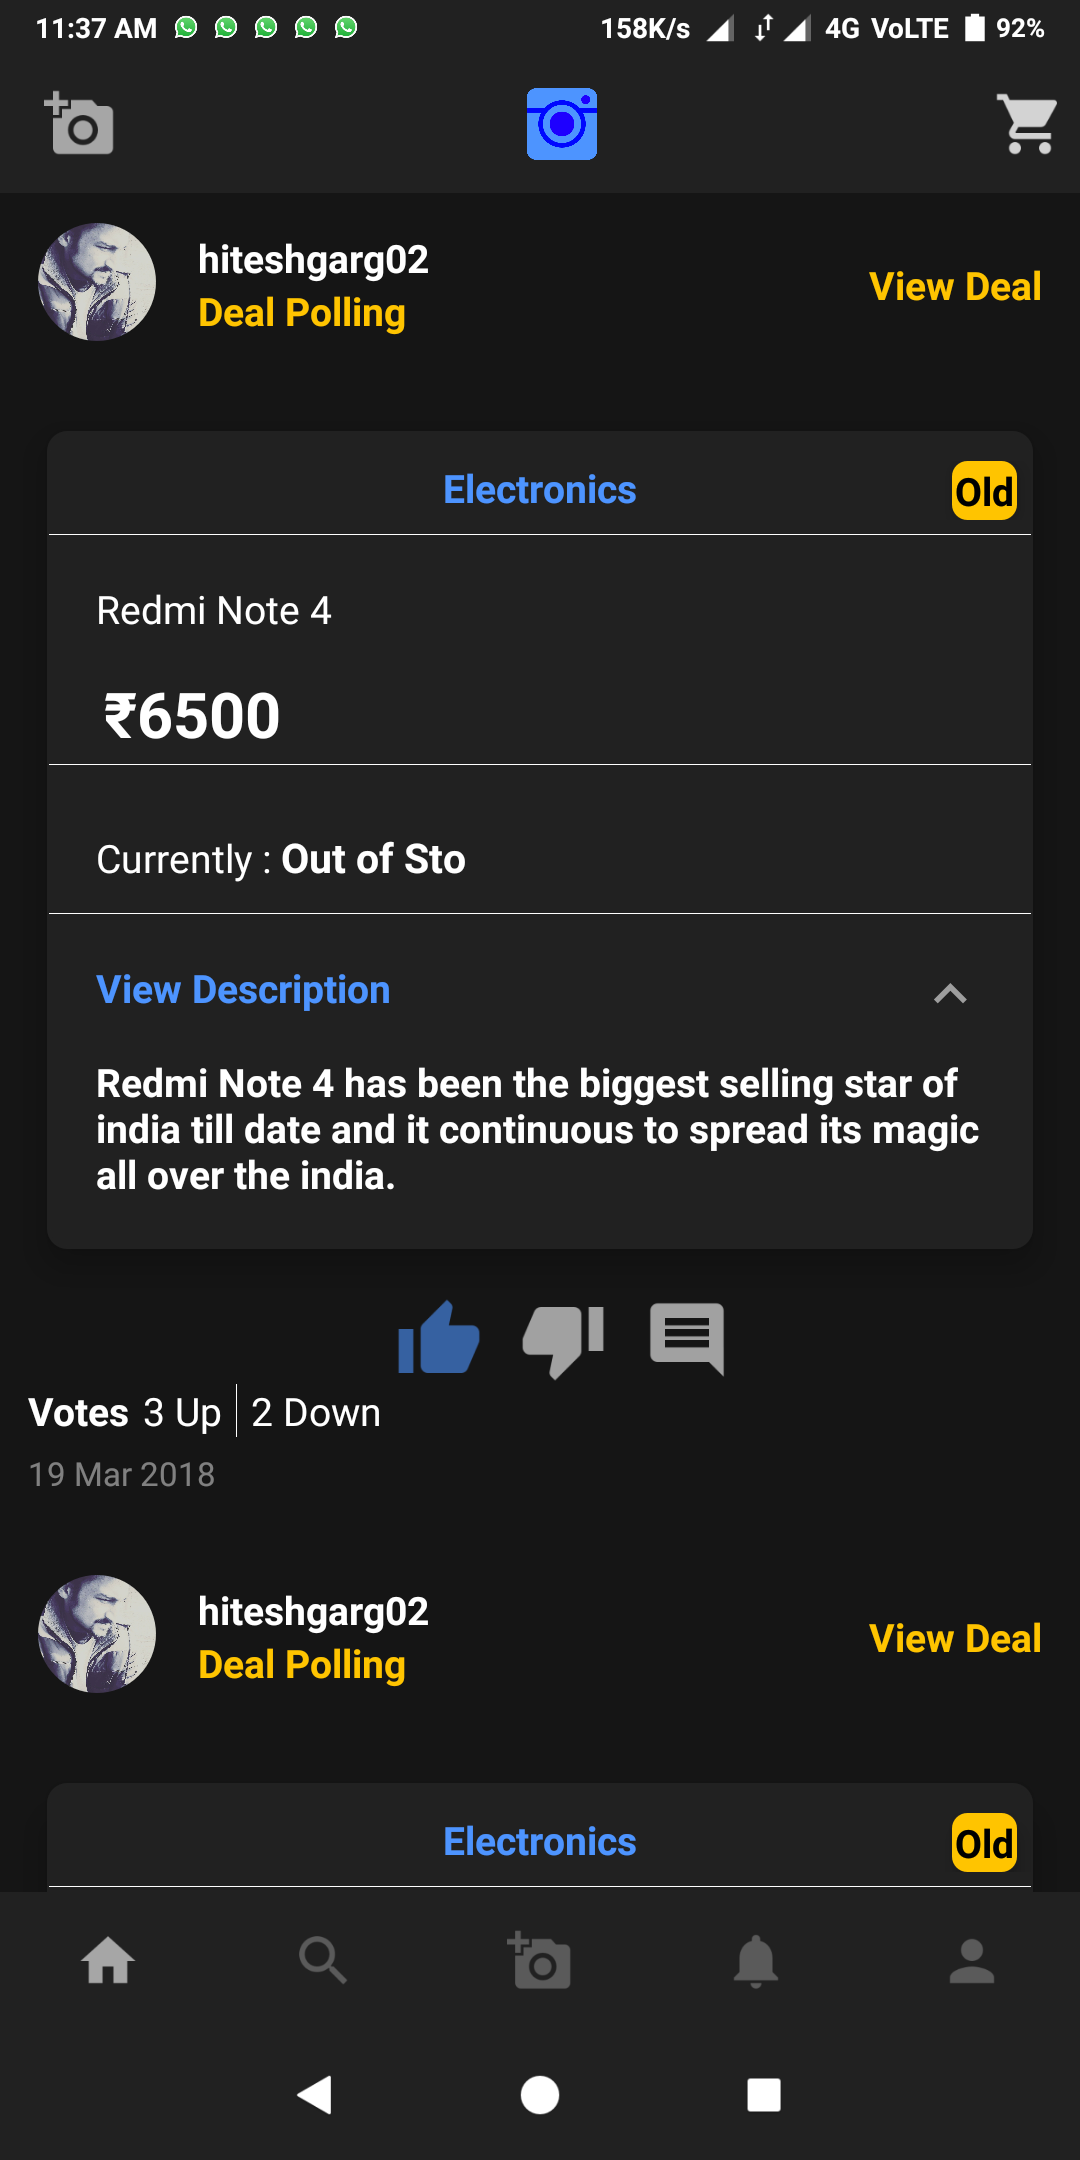 11:37 AM 158K/s 4G VoLTE 92%
hiteshgarg02
Deal Polling
View Deal
Electronics
Old
Redmi Note 4
₹6500
Currently : Out of Sto
View Description
Redmi Note 4 has been the biggest selling star of
india till date and it continuous to spread its magic
all over the india.
Votes 3 Up 2 Down
19 Mar 2018
hiteshgarg02
Deal Polling
View Deal
Electronics
Old